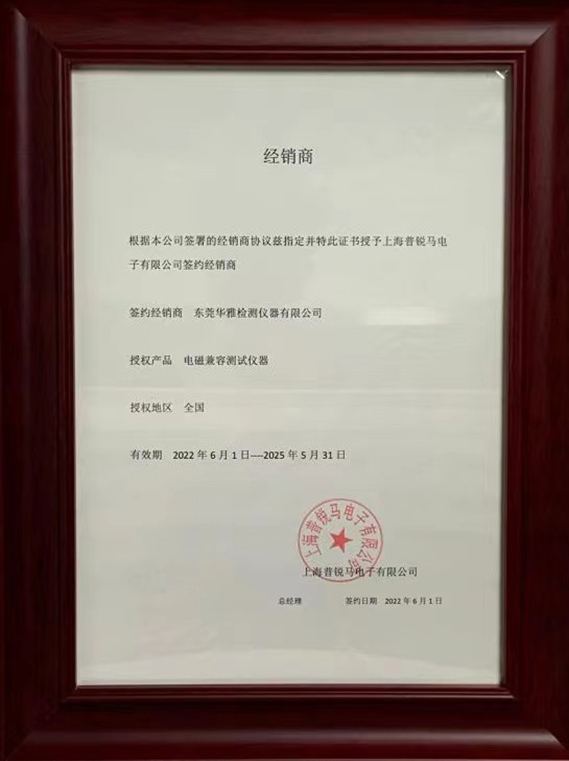 经销商
根据本公司签署的经销商协议兹指定并特此证书授予上海普锐马电
子有限公司签约经销商
签约经销商 东莞华雅检测仪器有限公司
授权产品 电磁兼容测试仪器
授权地区 全国
有效期 2022 年 6 月 1 日----2025 年 5 月 31 日
上海普锐马电子有限公司
上海普锐马电子有限公司
总经理 签约日期 2022 年 6 月 1 日